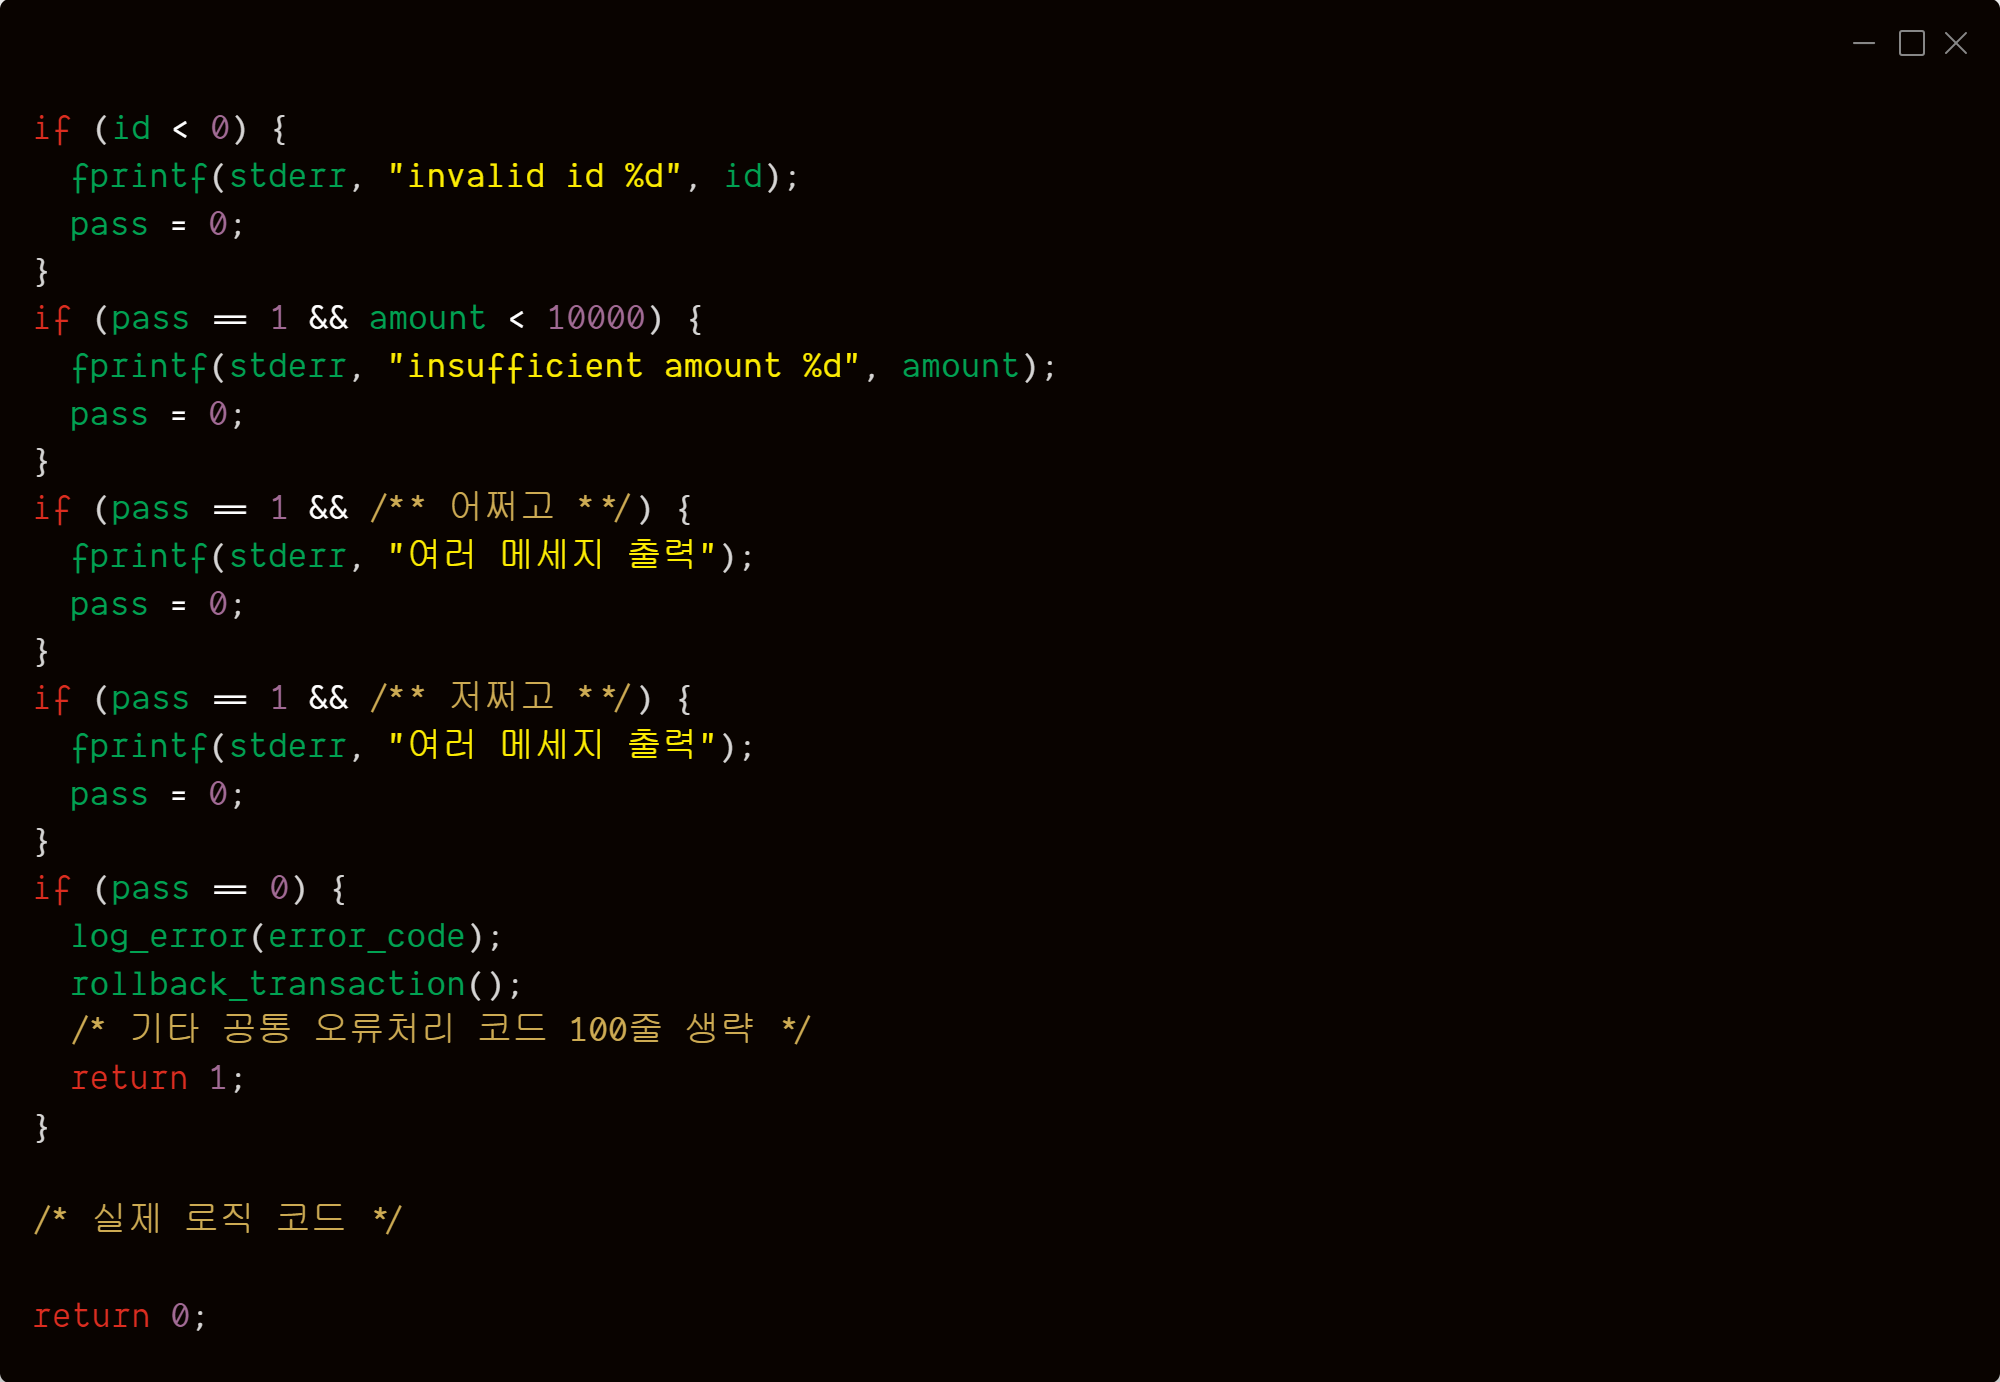 if (id < 0) {
  fprintf(stderr, "invalid id %d", id);
  pass = 0;
}
if (pass == 1 && amount < 10000) {
  fprintf(stderr, "insufficient amount %d", amount);
  pass = 0;
}
if (pass == 1 && /** 어쩌고 **/) {
  fprintf(stderr, "여러 메세지 출력");
  pass = 0;
}
if (pass == 1 && /** 저쩌고 **/) {
  fprintf(stderr, "여러 메세지 출력");
  pass = 0;
}
if (pass == 0) {
  log_error(error_code);
  rollback_transaction();
  /* 기타 공통 오류처리 코드 100줄 생략 */
  return 1;
}

/* 실제 로직 코드 */

return 0;